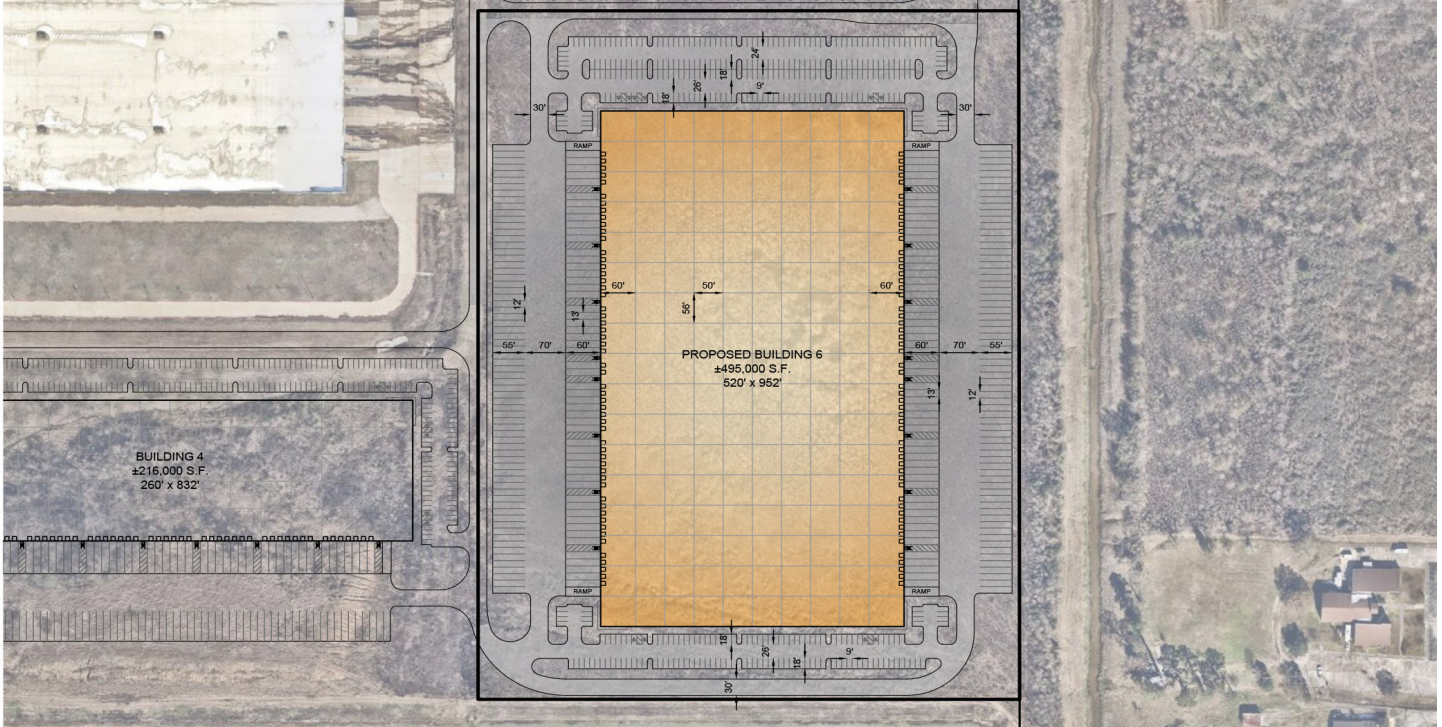 24'
18'
26'
9'
18'
30'
30'
RAMP
RAMP
60'
50'
60'
56'
12'
13'
55'
70'
60'
60'
70'
55'
PROPOSED BUILDING 6
±495,000 S.F.
520' x 952'
13'
12'
BUILDING 4
±216,000 S.F.
260' x 832'
RAMP
RAMP
18'
26'
18'
9'
30'